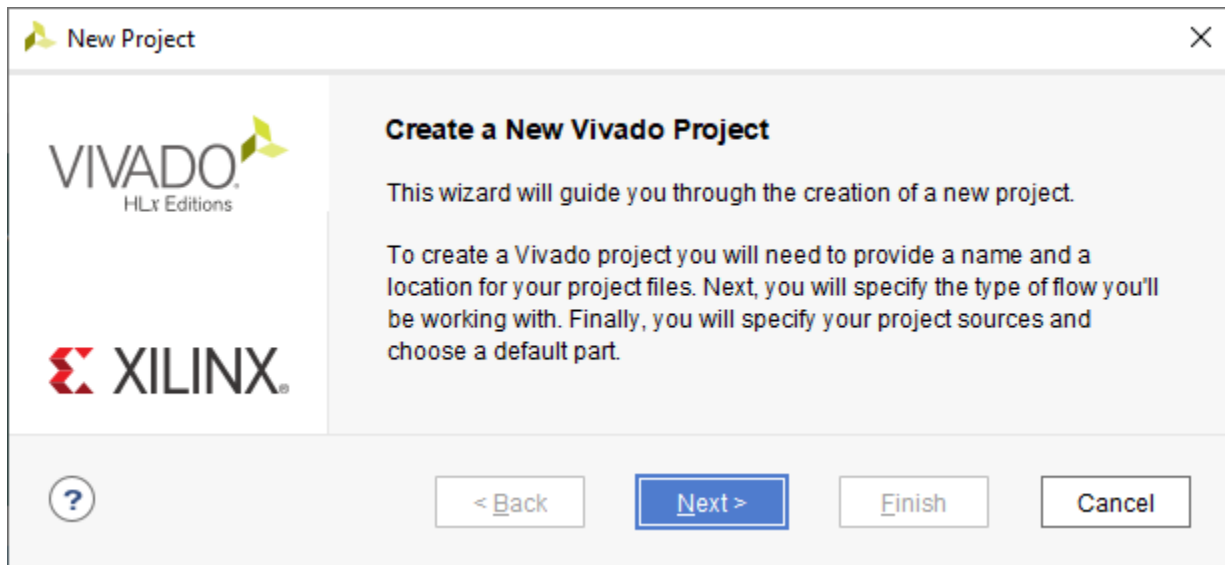 New Project
VIVADO®
HLx Editions
XILINX®
Create a New Vivado Project
This wizard will guide you through the creation of a new project.
To create a Vivado project you will need to provide a name and a
location for your project files. Next, you will specify the type of flow you'll
be working with. Finally, you will specify your project sources and
choose a default part.
?
< Back
Next >
Finish
Cancel